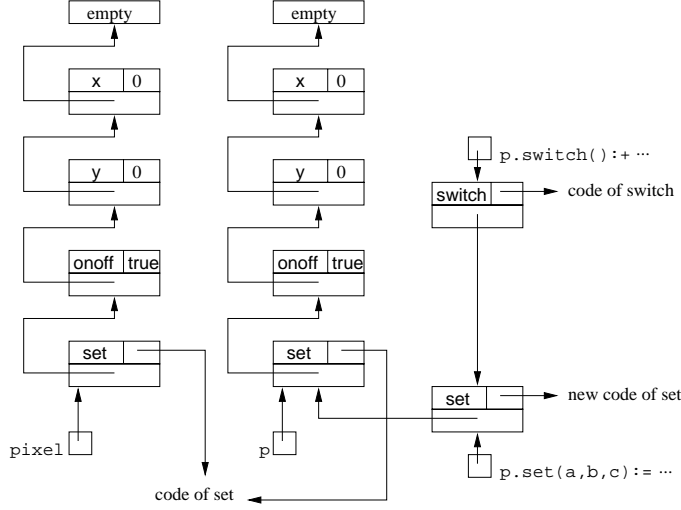 empty empty
x 0 x 0
p.switch():+ ···
y 0 y 0
switch code of switch
onoff true onoff true
set set
set new code of set
pixel p
p.set(a,b,c):= ···
code of set